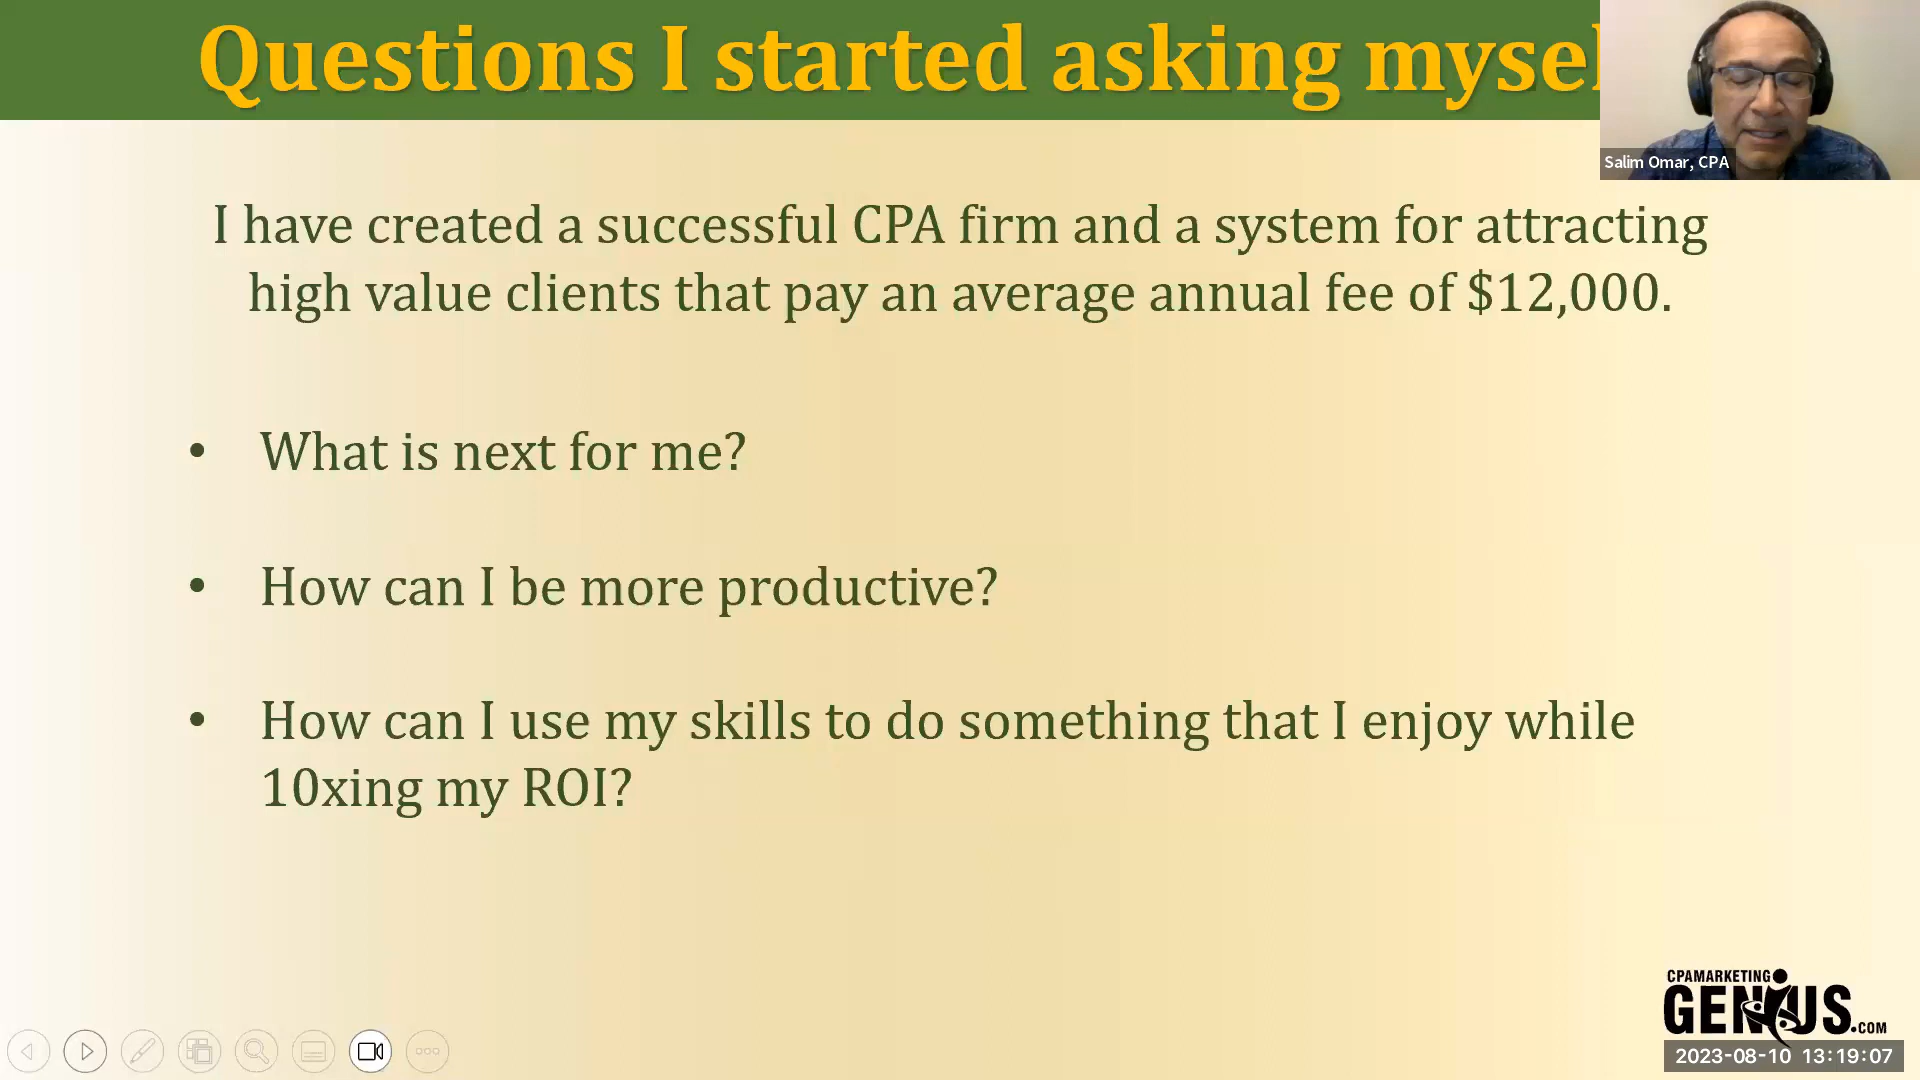 Questions I started asking mysel
Salim Omar, CPA
I have created a successful CPA firm and a system for attracting
high value clients that pay an average annual fee of $12,000.
• What is next for me?
• How can I be more productive?
• How can I use my skills to do something that I enjoy while
10xing my ROI?
CPAMARKETING
GENIUS.COM
2023-08-10 13:19:07